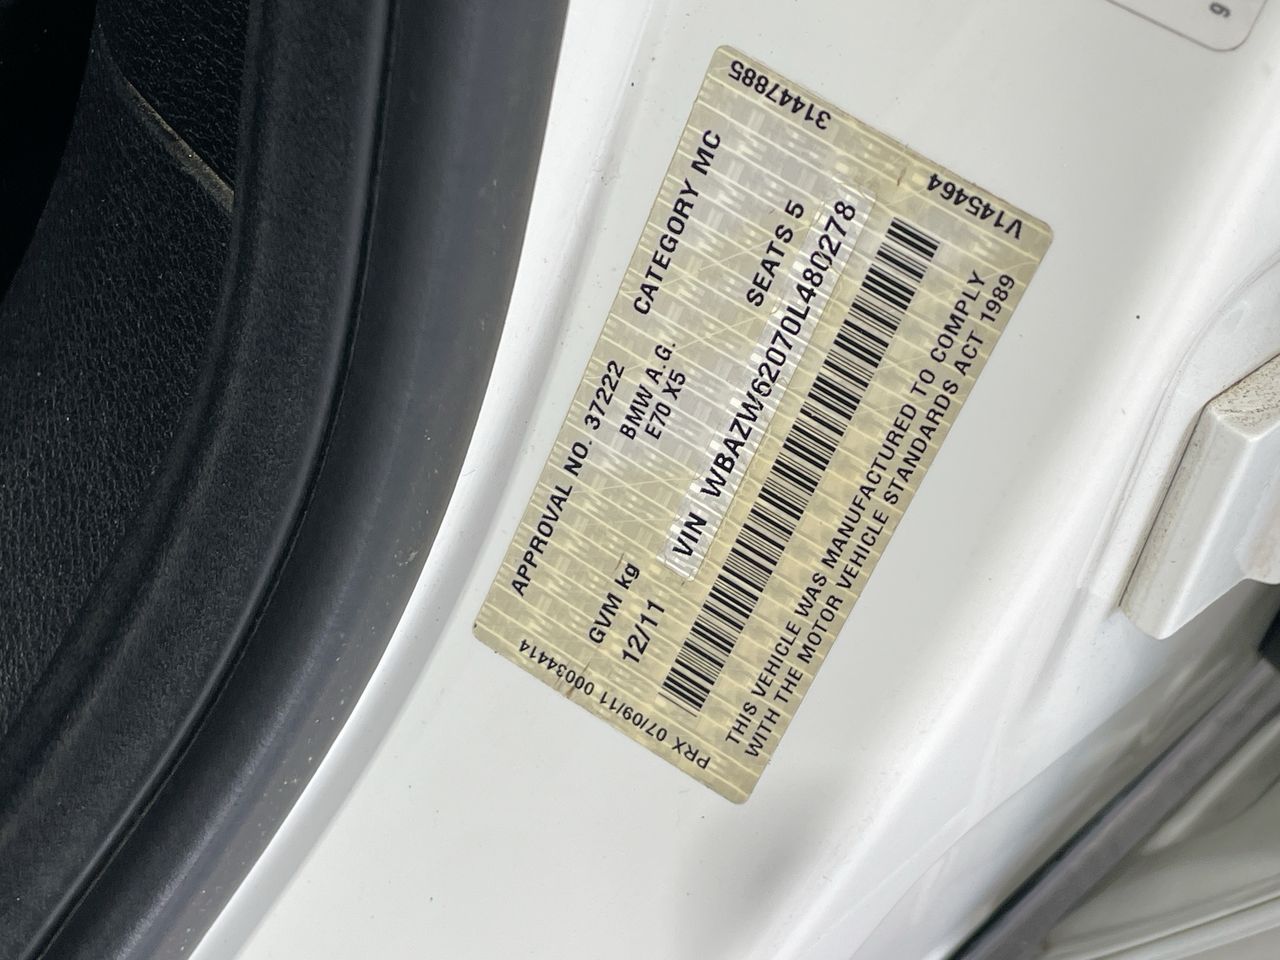 APPROVAL NO. 37222 CATEGORY MC
BMW A.G.
E70 X5
GVM kg
12/11 SEATS 5
VIN WBAZW62070L480278
THIS VEHICLE WAS MANUFACTURED TO COMPLY
WITH THE MOTOR VEHICLE STANDARDS ACT 1989
PRX 07/09/11 00034414
31447885
V145464
9